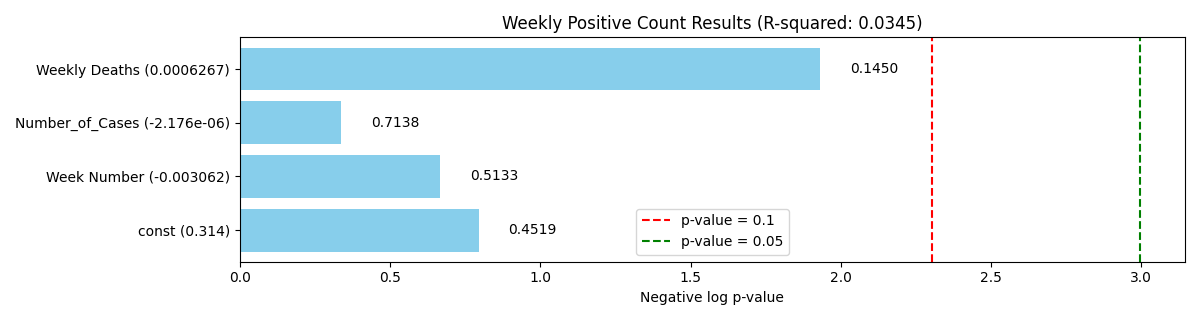 Weekly Positive Count Results (R-squared: 0.0345)
Weekly Deaths (0.0006267)
0.1450
Number_of_Cases (-2.176e-06)
0.7138
Week Number (-0.003062)
0.5133
const (0.314)
0.4519
p-value = 0.1
p-value = 0.05
0.0 0.5 1.0 1.5 2.0 2.5 3.0
Negative log p-value